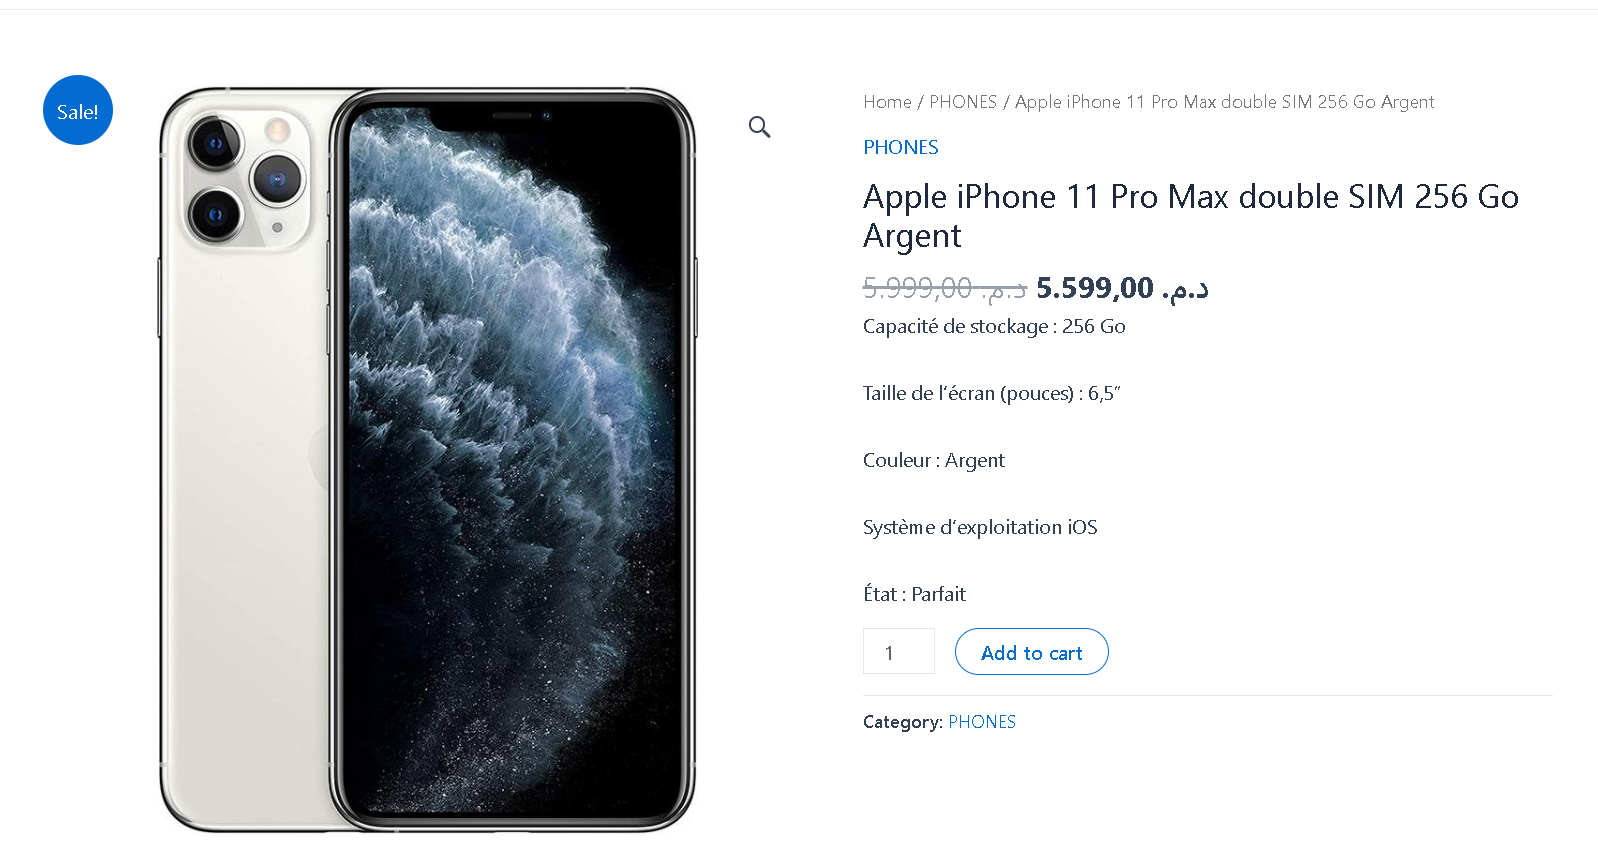 Sale!
Home / PHONES / Apple iPhone 11 Pro Max double SIM 256 Go Argent
PHONES
Apple iPhone 11 Pro Max double SIM 256 Go
Argent
5.999,00 د.م. 5.599,00 د.م.
Capacité de stockage : 256 Go
Taille de l’écran (pouces) : 6,5″
Couleur : Argent
Système d’exploitation iOS
État : Parfait
1
Add to cart
Category: PHONES